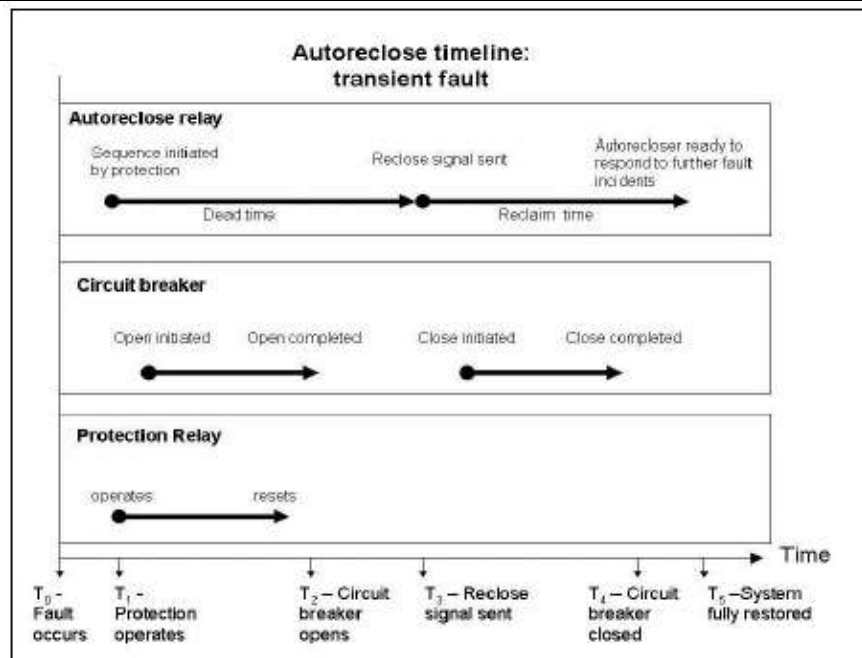 Autoreclose timeline:
transient fault
Autoreclose relay
Sequence initiated
by protection
Reclose signal sent
Autorecloser ready to
respond to further fault
incidents
Dead time
Reclaim time
Circuit breaker
Open initiated
Open completed
Close initiated
Close completed
Protection Relay
operates
resets
Time
T0 -
Fault
occurs
T1 -
Protection
operates
T2 – Circuit
breaker
opens
T3 – Reclose
signal sent
T4 – Circuit
breaker
closed
T5 –System
fully restored